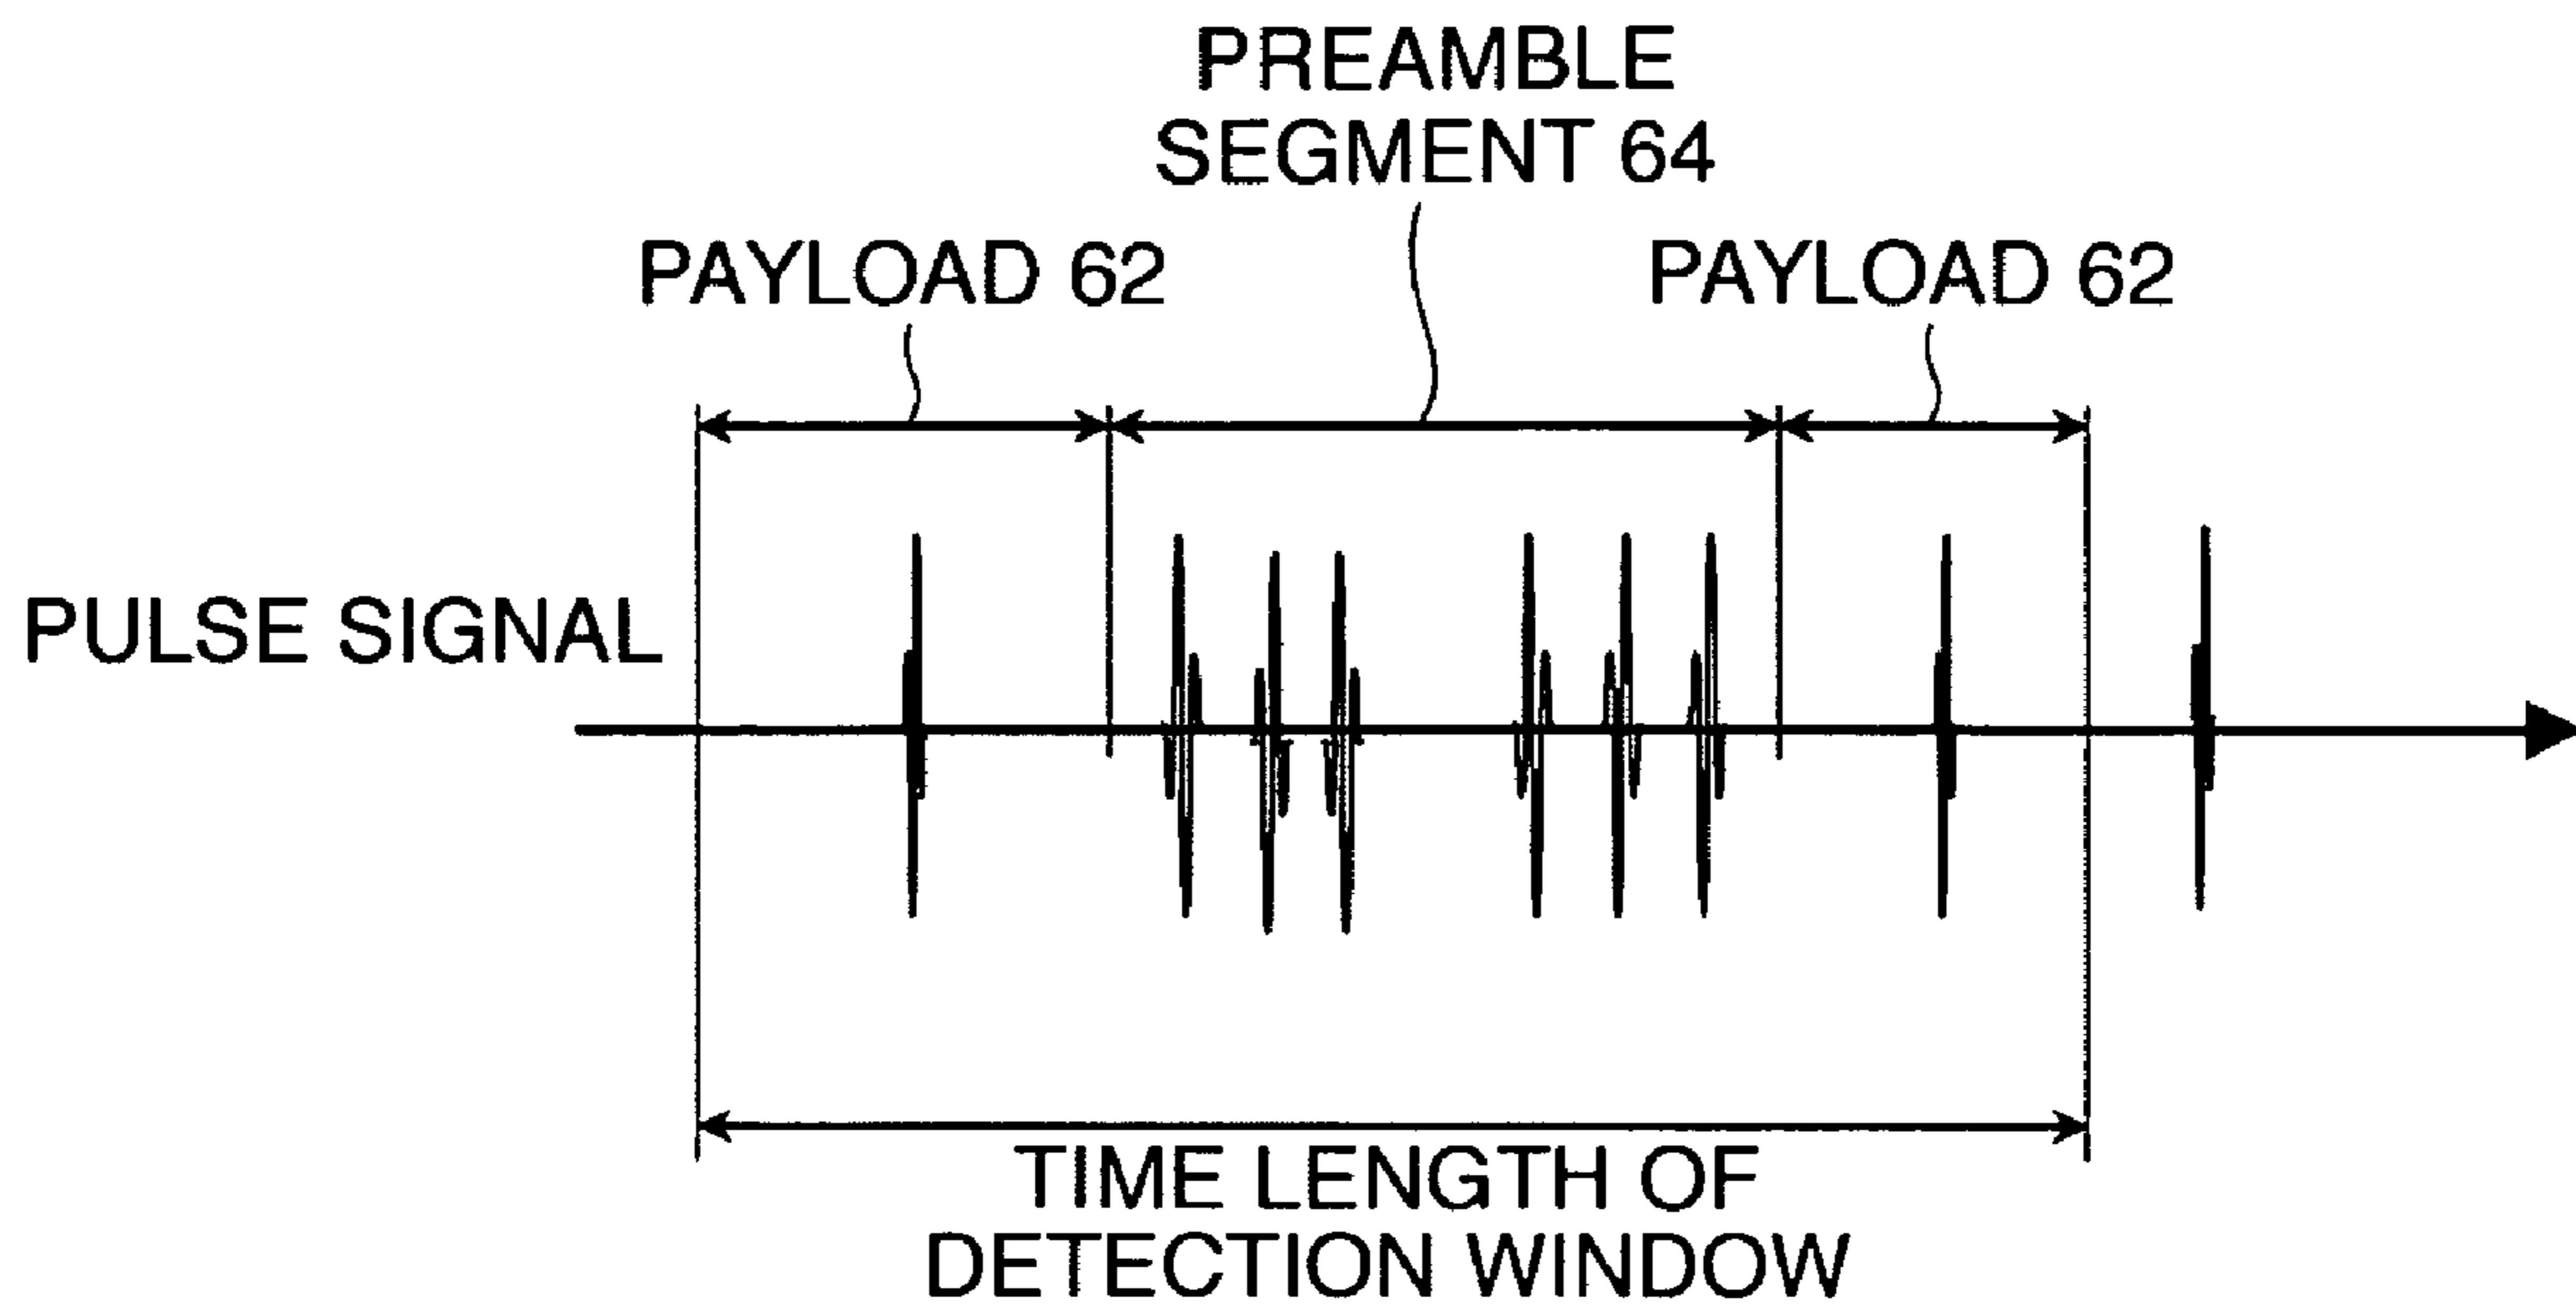 PREAMBLE
SEGMENT 64
PAYLOAD 62
PAYLOAD 62
PULSE SIGNAL
TIME LENGTH OF
DETECTION WINDOW